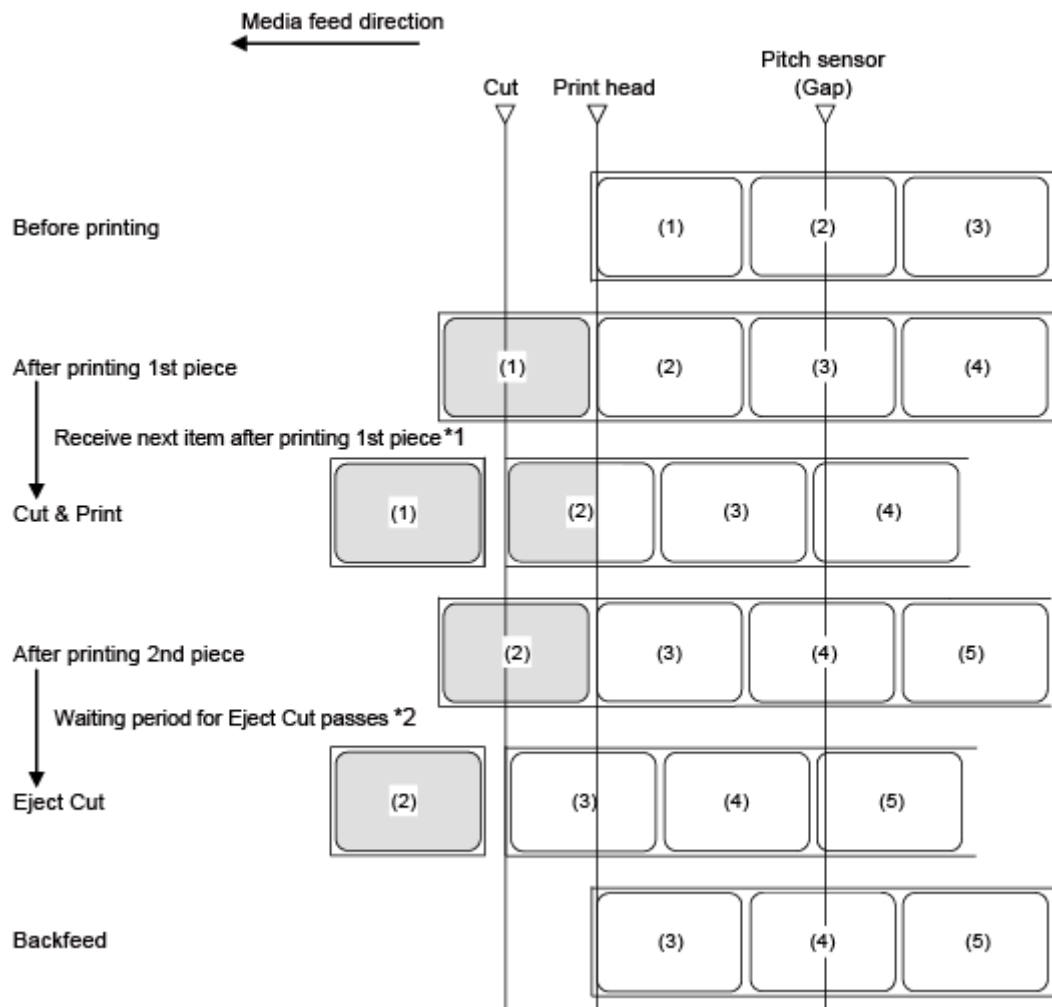 Media feed direction
Cut
Print head
Pitch sensor
(Gap)
Before printing
(1)
(2)
(3)
After printing 1st piece
(1)
(2)
(3)
(4)
Receive next item after printing 1st piece *1
Cut & Print
(1)
(2)
(3)
(4)
After printing 2nd piece
(2)
(3)
(4)
(5)
Waiting period for Eject Cut passes *2
Eject Cut
(2)
(3)
(4)
(5)
Backfeed
(3)
(4)
(5)